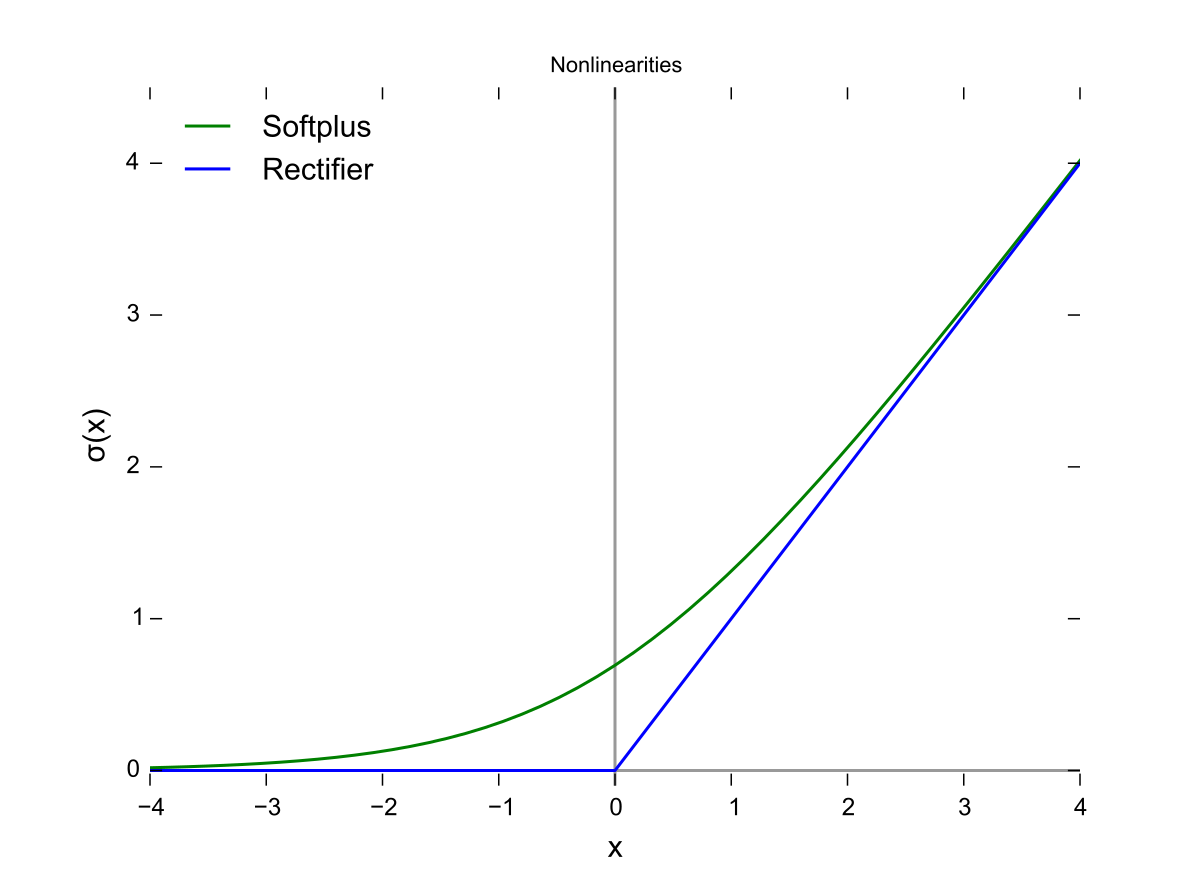 Nonlinearities
Softplus
Rectifier
4
3
2
1
0
σ(x)
−4 −3 −2 −1 0 1 2 3 4
x